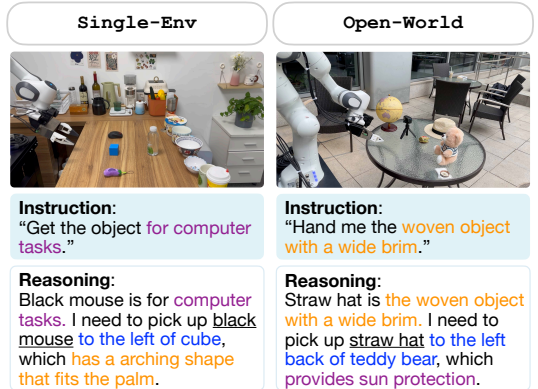 Single-Env
Open-World
Instruction:
"Get the object for computer
tasks."
Instruction:
"Hand me the woven object
with a wide brim."
Reasoning:
Black mouse is for computer
tasks. I need to pick up black
mouse to the left of cube,
which has a arching shape
that fits the palm.
Reasoning:
Straw hat is the woven object
with a wide brim. I need to
pick up straw hat to the left
back of teddy bear, which
provides sun protection.